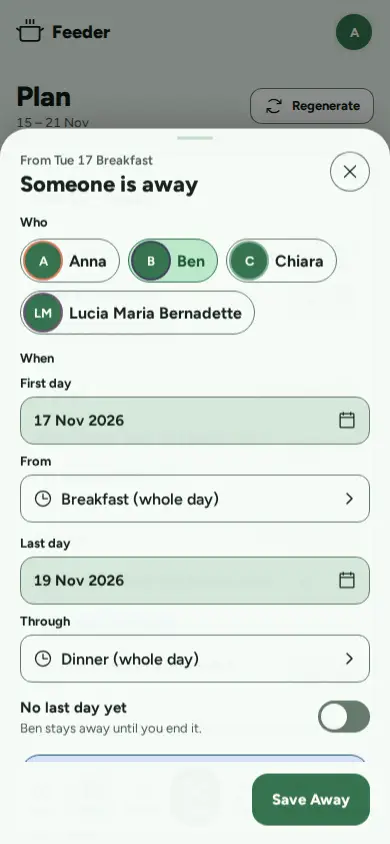 Feeder
A
Plan
15 – 21 Nov
Regenerate
From Tue 17 Breakfast
Someone is away
Who
A Anna
B Ben
C Chiara
LM Lucia Maria Bernadette
When
First day
17 Nov 2026
From
Breakfast (whole day)
Last day
19 Nov 2026
Through
Dinner (whole day)
No last day yet
Ben stays away until you end it.
Save Away